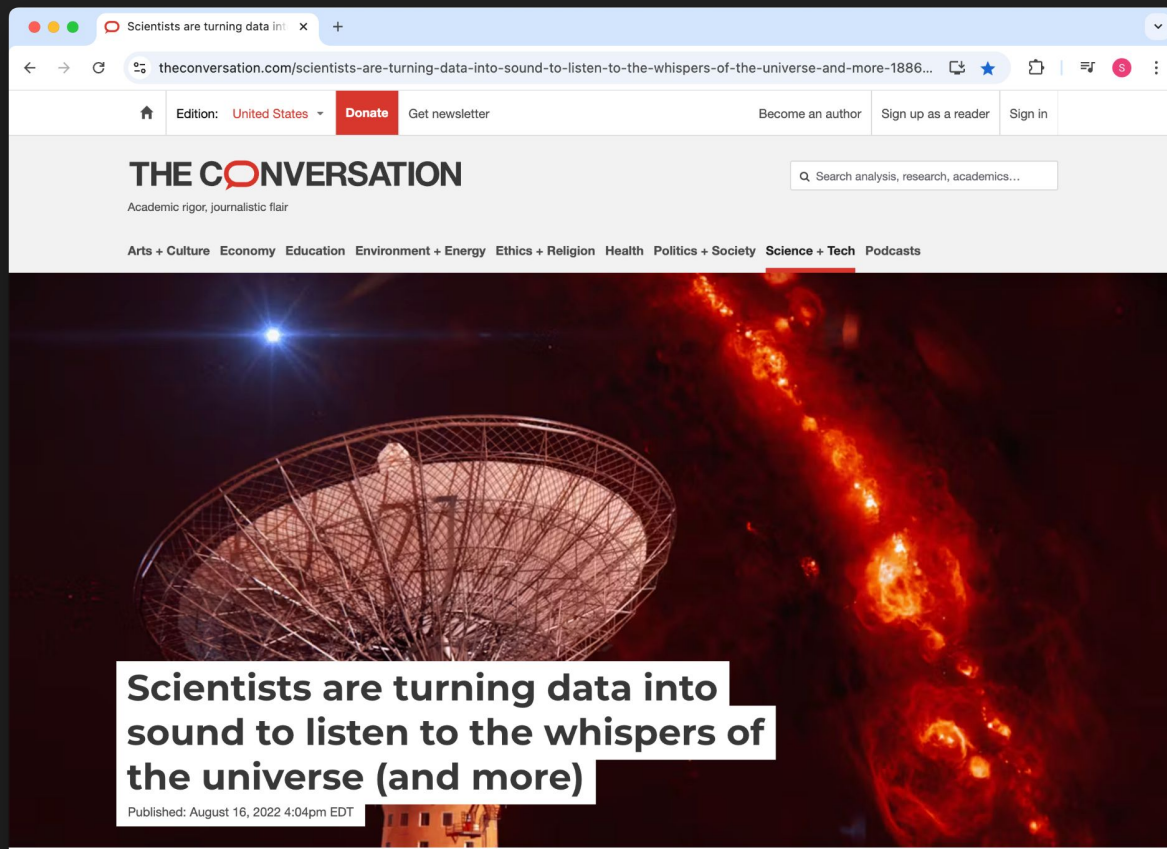 Scientists are turning data int
theconversation.com/scientists-are-turning-data-into-sound-to-listen-to-the-whispers-of-the-universe-and-more-1886...
S
Edition: United States Donate Get newsletter Become an author Sign up as a reader Sign in
THE CONVERSATION
Search analysis, research, academics...
Academic rigor, journalistic flair
Arts + Culture Economy Education Environment + Energy Ethics + Religion Health Politics + Society Science + Tech Podcasts
Scientists are turning data into
sound to listen to the whispers of
the universe (and more)
Published: August 16, 2022 4:04pm EDT